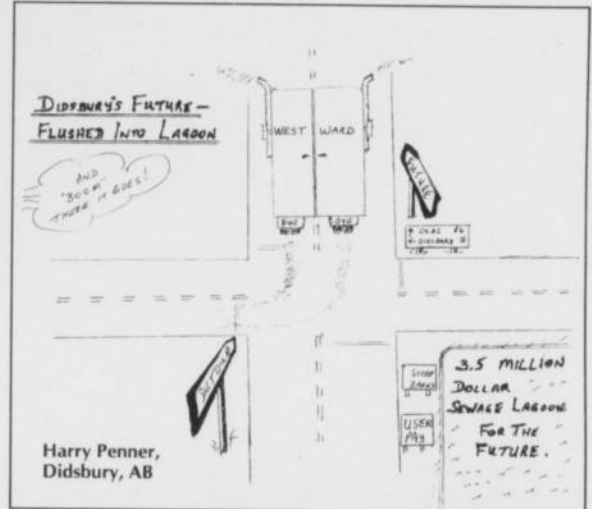 DIDSBURY'S FUTURE –
FLUSHED INTO LAGOON
AND
"BOOM"
THERE IT GOES!
WEST WARD
DETOUR
3.5 MILLION
DOLLAR
SEWAGE LAGOON
FOR THE
FUTURE.
USER
PAY
DIDSBURY
Harry Penner,
Didsbury, AB